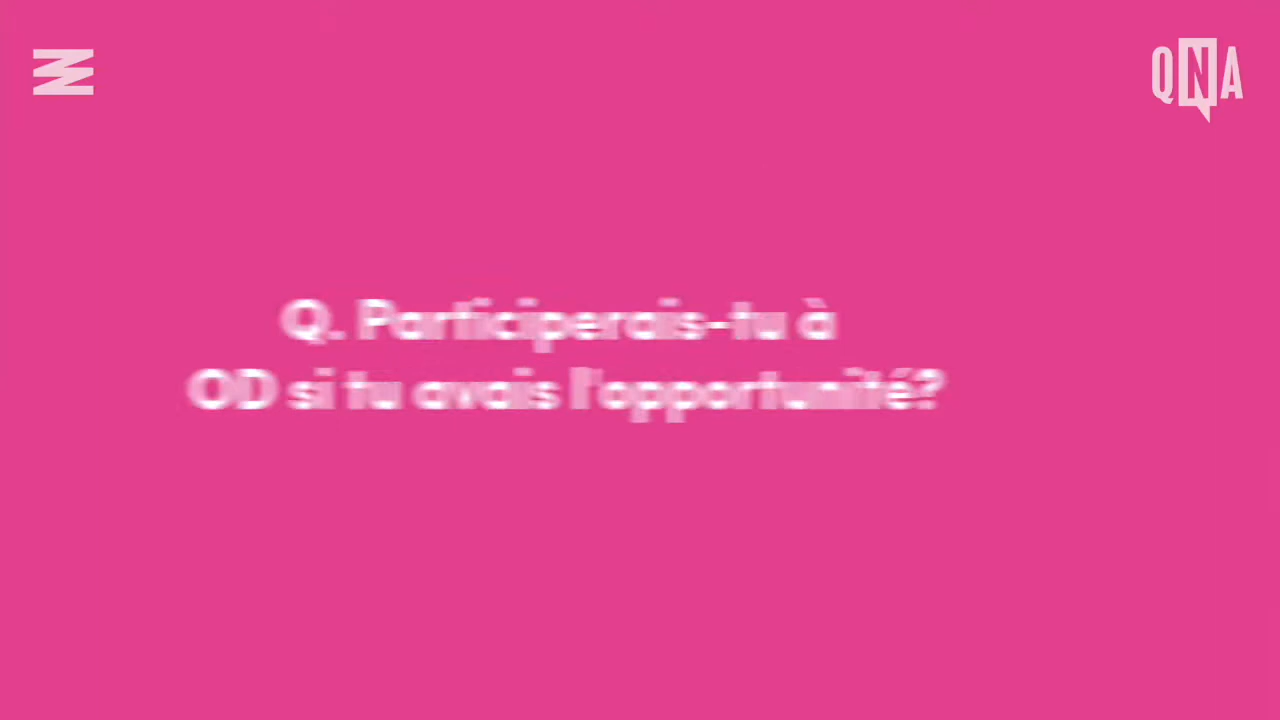 QNA
Q. Participerais-tu à
OD si tu avais l'opportunité?